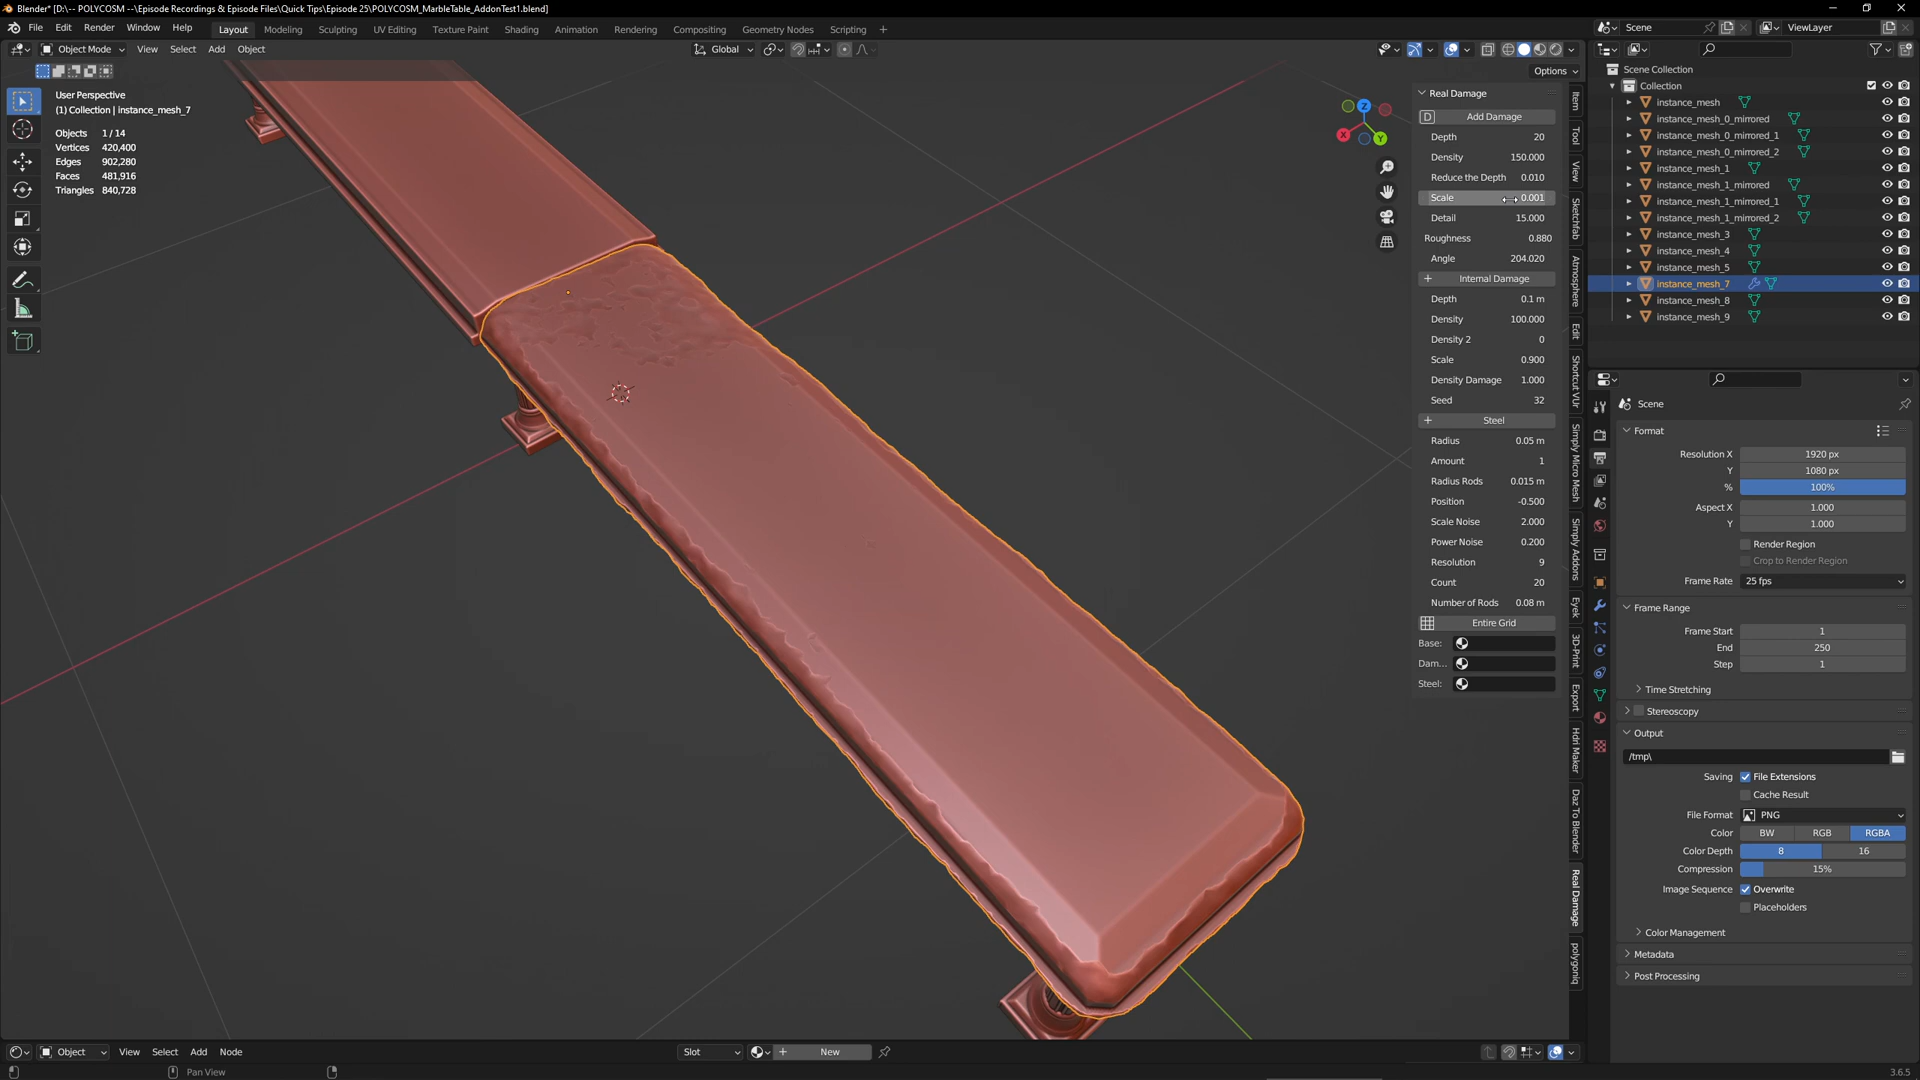 Blender* [D:\-- POLYCOSM --\Episode Recordings & Episode Files\Quick Tips\Episode 25\POLYCOSM_MarbleTable_AddonTest1.blend]
File Edit Render Window Help Layout Modeling Sculpting UV Editing Texture Paint Shading Animation Rendering Compositing Geometry Nodes Scripting +
Scene ViewLayer
Object Mode View Select Add Object Global
Options
User Perspective
(1) Collection | instance_mesh_7
Objects 1 / 14
Vertices 420,400
Edges 902,280
Faces 481,916
Triangles 840,728
Z
X
Y
Real Damage
D Add Damage
Depth 20
Density 150.000
Reduce the Depth 0.010
Scale 0.001
Detail 15.000
Roughness 0.880
Angle 204.020
+ Internal Damage
Depth 0.1 m
Density 100.000
Density 2 0
Scale 0.900
Density Damage 1.000
Seed 32
+ Steel
Radius 0.05 m
Amount 1
Radius Rods 0.015 m
Position -0.500
Scale Noise 2.000
Power Noise 0.200
Resolution 9
Count 20
Number of Rods 0.08 m
Entire Grid
Base:
Dam...
Steel:
Item
Tool
View
Sketchfab
Atmosphere
Edit
Shortcut VUr
Simply Micro Mesh
Simply Addons
Eyek
3D-Print
Export
Hdri Maker
Daz To Blender
Real Damage
polygoniq
Scene Collection
Collection
instance_mesh
instance_mesh_0_mirrored
instance_mesh_0_mirrored_1
instance_mesh_0_mirrored_2
instance_mesh_1
instance_mesh_1_mirrored
instance_mesh_1_mirrored_1
instance_mesh_1_mirrored_2
instance_mesh_3
instance_mesh_4
instance_mesh_5
instance_mesh_7
instance_mesh_8
instance_mesh_9
Scene
Format
Resolution X 1920 px
Y 1080 px
% 100%
Aspect X 1.000
Y 1.000
Render Region
Crop to Render Region
Frame Rate 25 fps
Frame Range
Frame Start 1
End 250
Step 1
Time Stretching
Stereoscopy
Output
/tmp\
Saving File Extensions
Cache Result
File Format PNG
Color BW RGB RGBA
Color Depth 8 16
Compression 15%
Image Sequence Overwrite
Placeholders
Color Management
Metadata
Post Processing
Object View Select Add Node Slot + New
Pan View
3.6.5